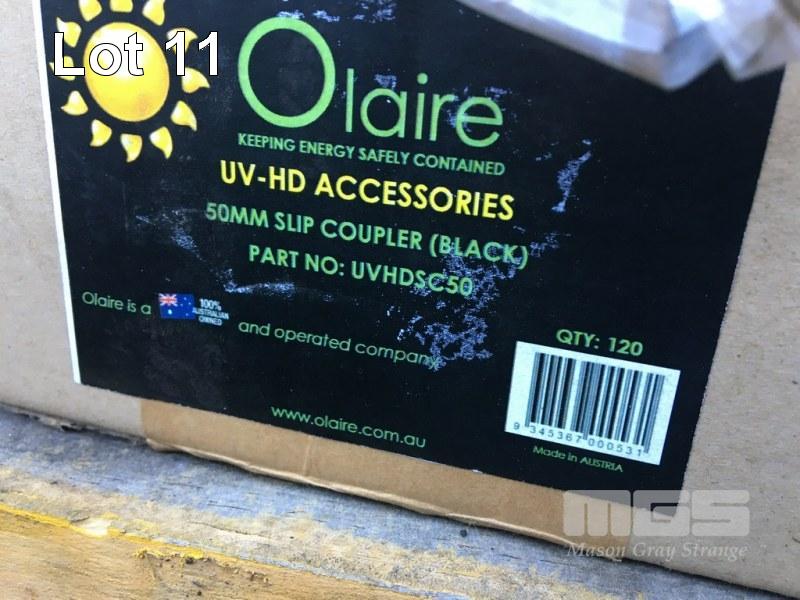 Lot 11
Olaire
KEEPING ENERGY SAFELY CONTAINED
UV-HD ACCESSORIES
50MM SLIP COUPLER (BLACK)
PART NO: UVHDSC50
Olaire is a 100% AUSTRALIAN OWNED and operated company
QTY: 120
9 345367 000531
Made in AUSTRIA
www.olaire.com.au
MGS
Mason Gray Strange